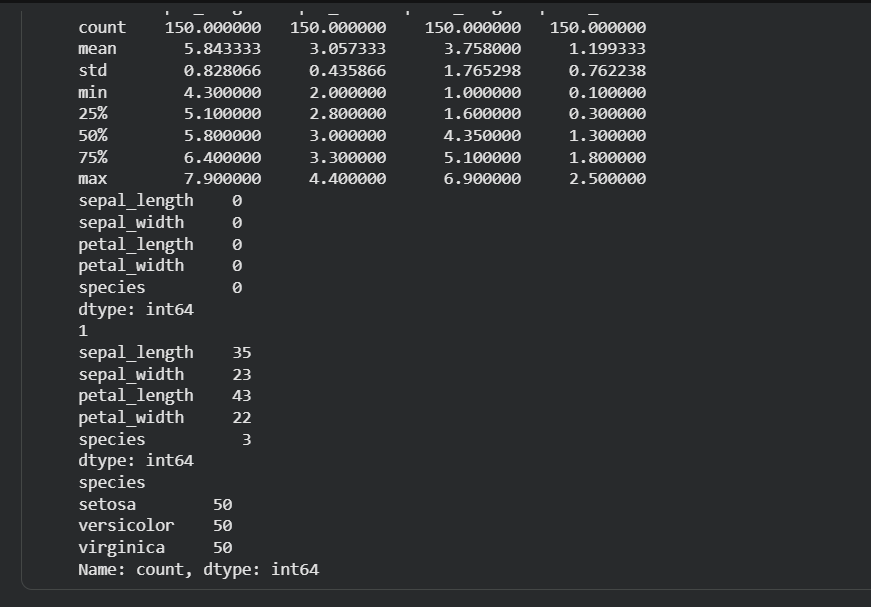 count    150.000000   150.000000    150.000000   150.000000
mean       5.843333     3.057333      3.758000     1.199333
std        0.828066     0.435866      1.765298     0.762238
min        4.300000     2.000000      1.000000     0.100000
25%        5.100000     2.800000      1.600000     0.300000
50%        5.800000     3.000000      4.350000     1.300000
75%        6.400000     3.300000      5.100000     1.800000
max        7.900000     4.400000      6.900000     2.500000
sepal_length    0
sepal_width     0
petal_length    0
petal_width     0
species         0
dtype: int64
1
sepal_length    35
sepal_width     23
petal_length    43
petal_width     22
species          3
dtype: int64
species
setosa        50
versicolor    50
virginica     50
Name: count, dtype: int64